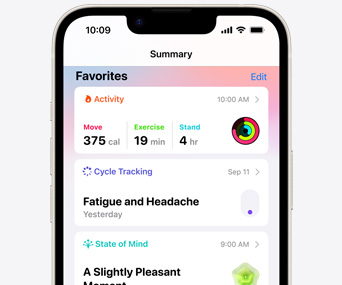 10:09
Summary
Favorites Edit
Activity 10:00 AM
Move Exercise Stand
375 cal 19 min 4 hr
Cycle Tracking Sep 11
Fatigue and Headache
Yesterday
State of Mind 9:00 AM
A Slightly Pleasant
Moment